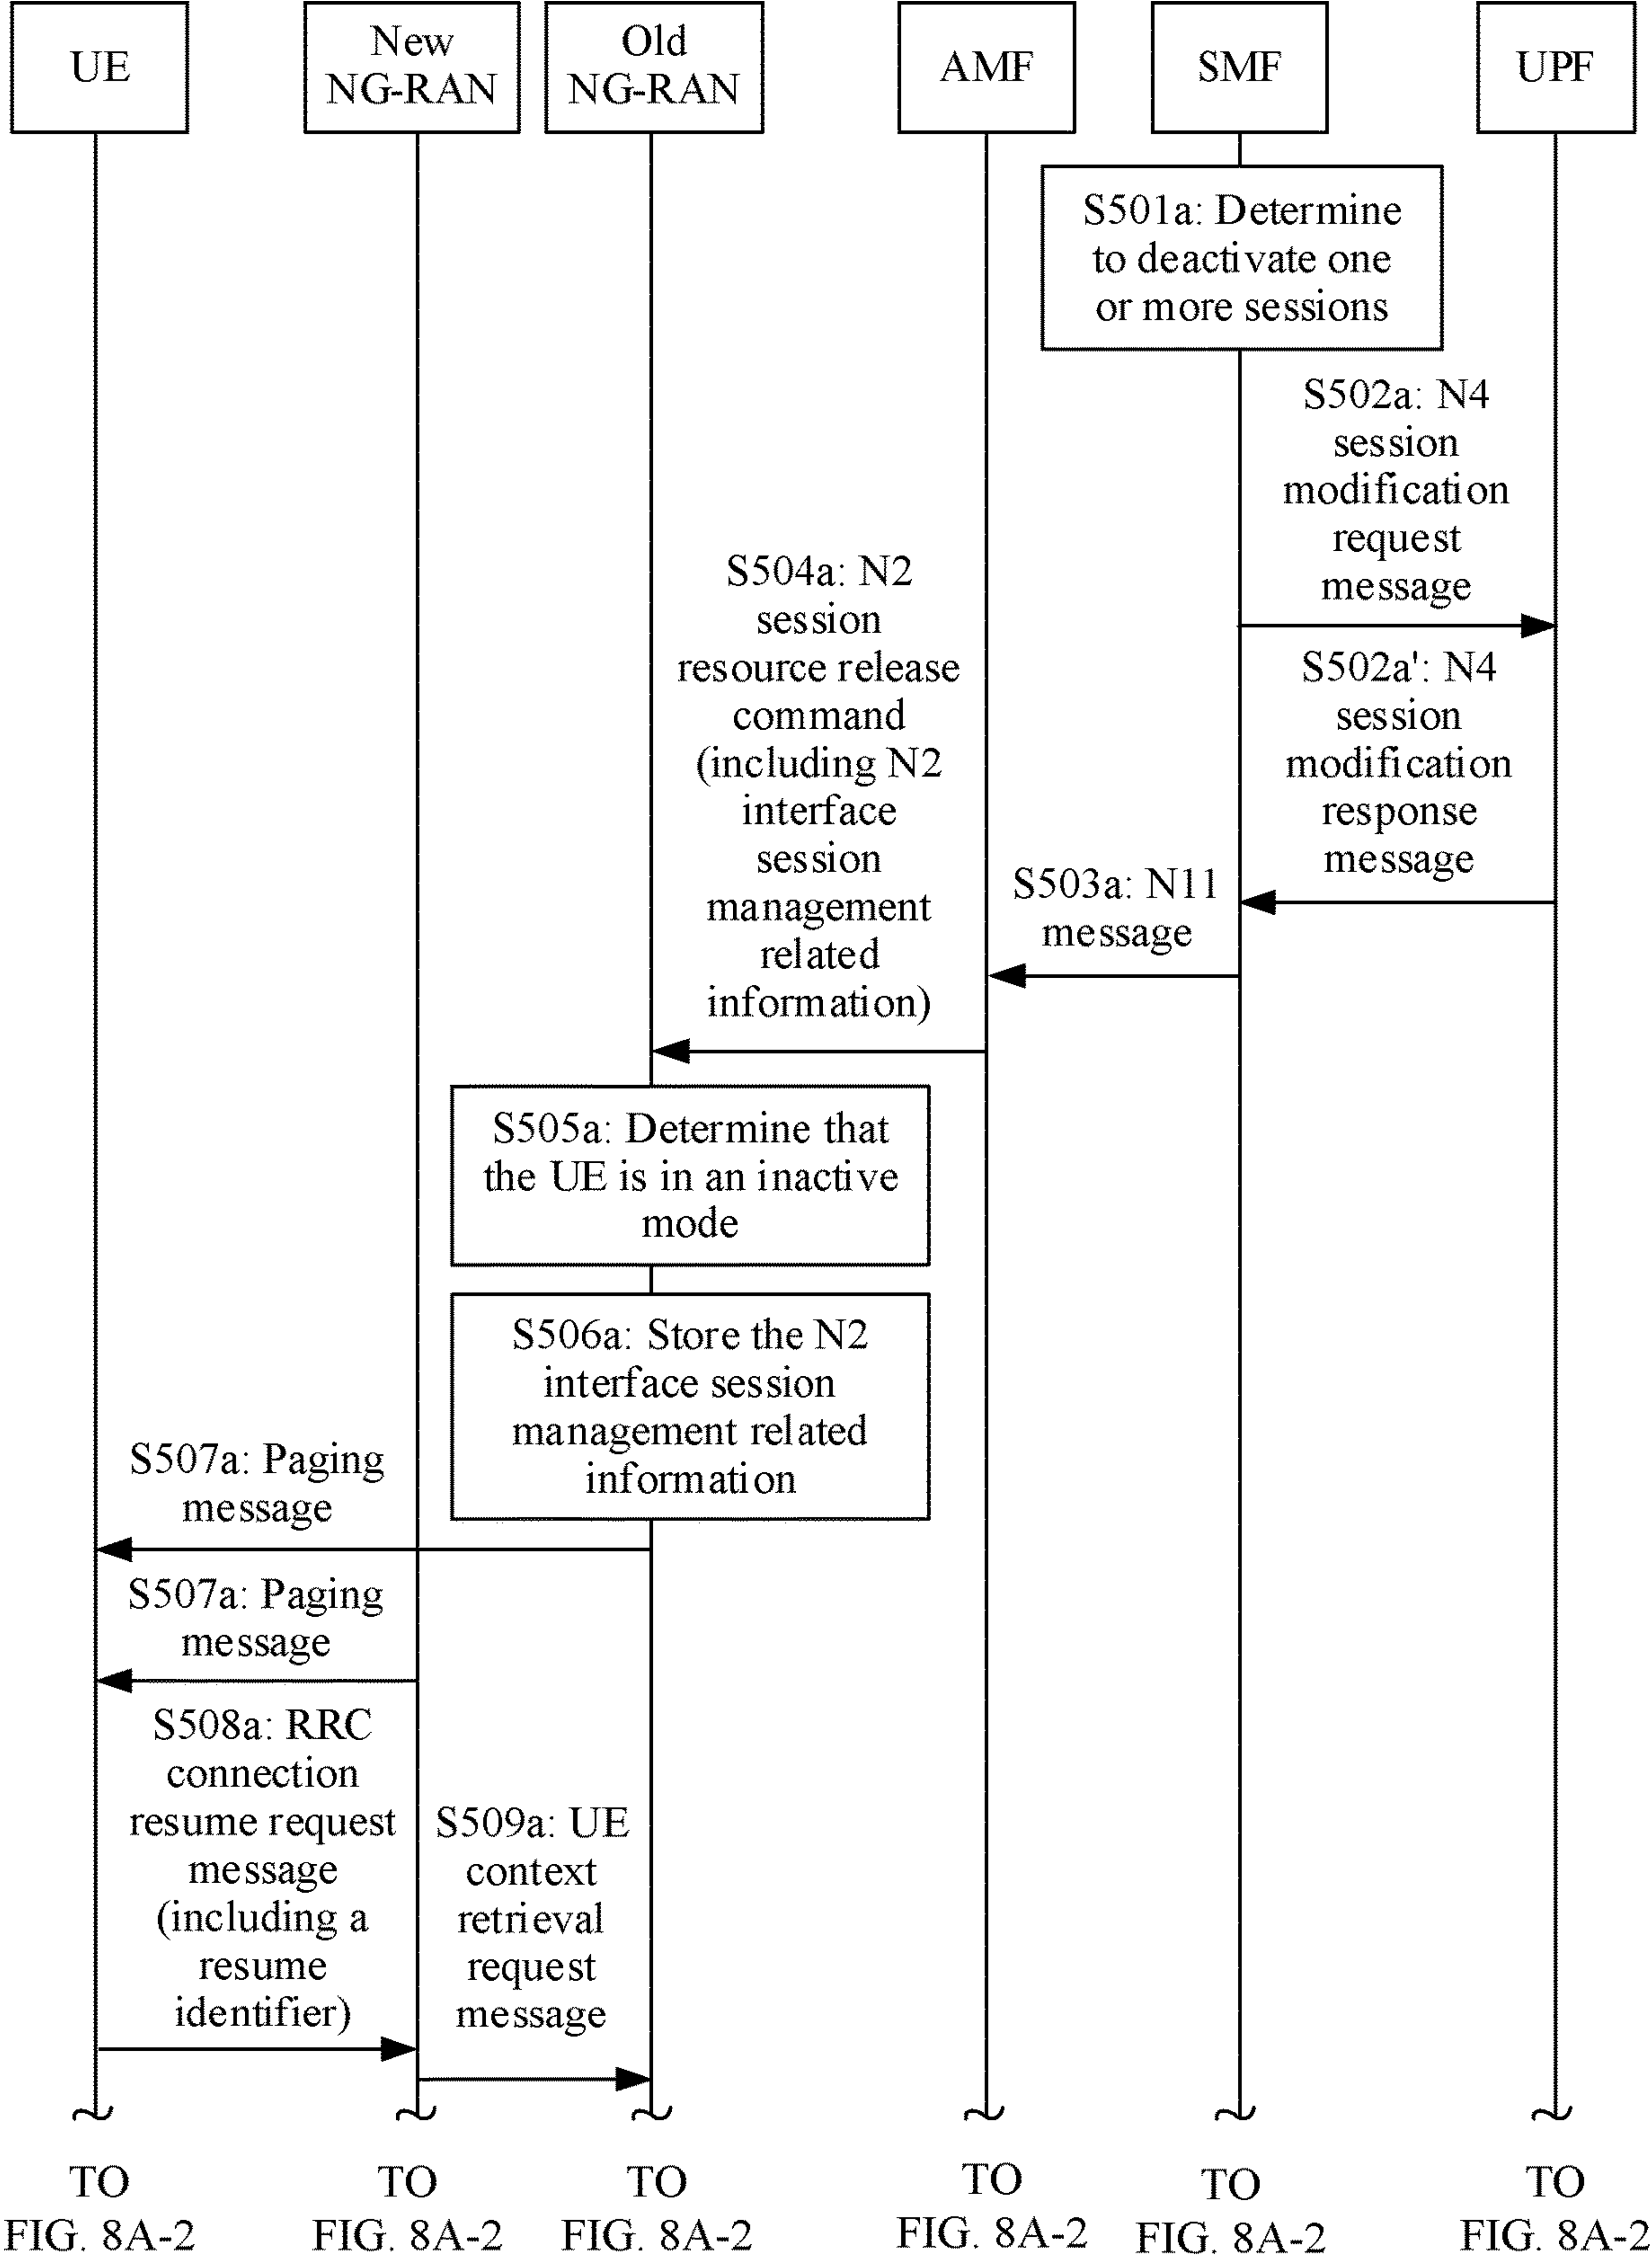 UE
New
NG-RAN
Old
NG-RAN
AMF
SMF
UPF
S501a: Determine
to deactivate one
or more sessions
S502a: N4
session
modification
request
message
S502a': N4
session
modification
response
message
S503a: N11
message
S504a: N2
session
resource release
command
(including N2
interface
session
management
related
information)
S505a: Determine that
the UE is in an inactive
mode
S506a: Store the N2
interface session
management related
information
S507a: Paging
message
S507a: Paging
message
S508a: RRC
connection
resume request
message
(including a
resume
identifier)
S509a: UE
context
retrieval
request
message
TO
FIG. 8A-2
TO
FIG. 8A-2
TO
FIG. 8A-2
TO
FIG. 8A-2
TO
FIG. 8A-2
TO
FIG. 8A-2